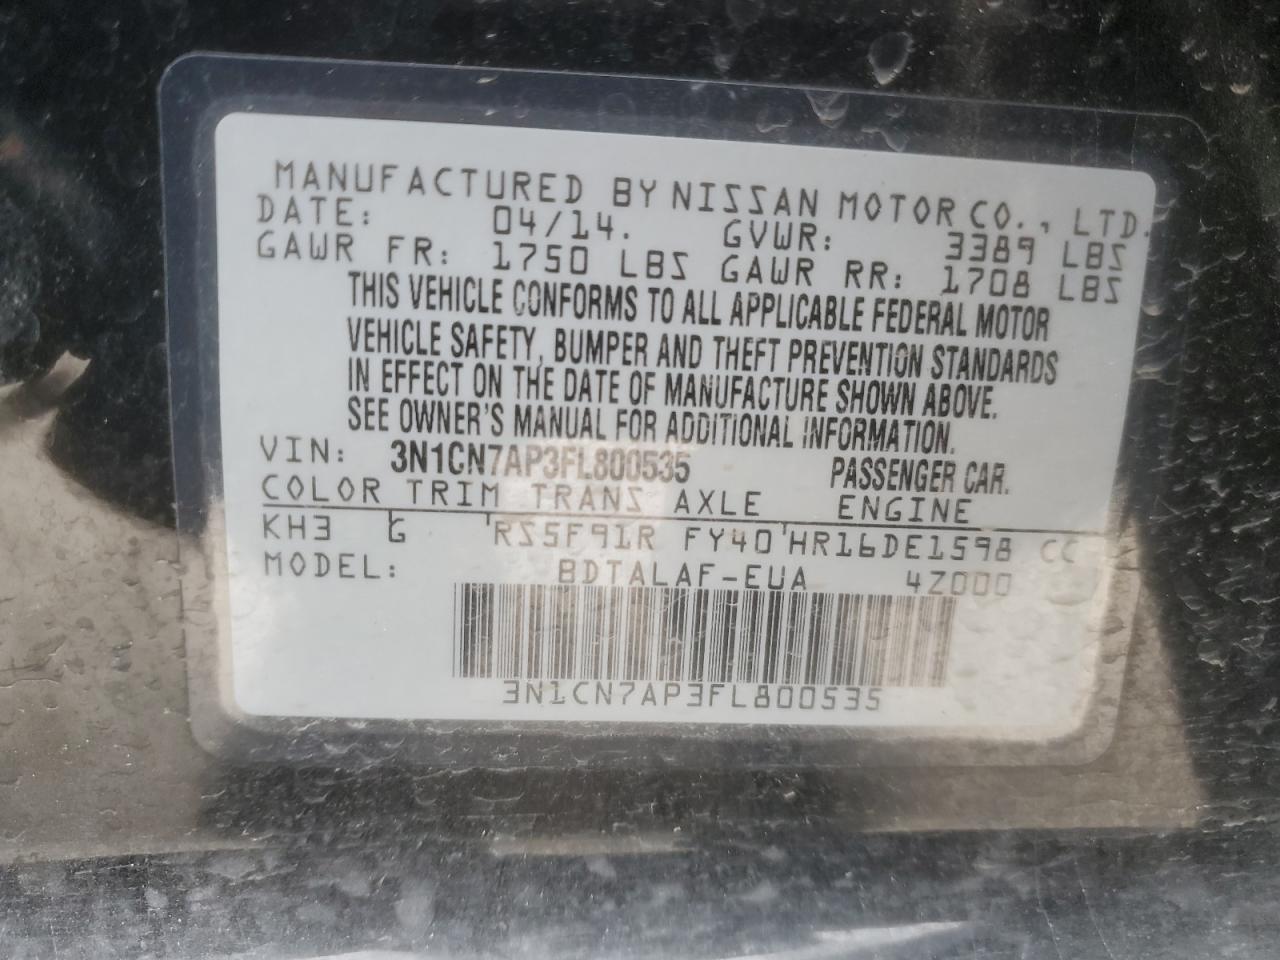 MANUFACTURED BY NISSAN MOTOR CO., LTD.
DATE: 04/14. GVWR: 3389 LBS
GAWR FR: 1750 LBS GAWR RR: 1708 LBS
THIS VEHICLE CONFORMS TO ALL APPLICABLE FEDERAL MOTOR
VEHICLE SAFETY, BUMPER AND THEFT PREVENTION STANDARDS
IN EFFECT ON THE DATE OF MANUFACTURE SHOWN ABOVE.
SEE OWNER'S MANUAL FOR ADDITIONAL INFORMATION.
VIN: 3N1CN7AP3FL800535 PASSENGER CAR.
COLOR TRIM TRANS AXLE ENGINE
KH3 G RS5F91R FY40 HR16DE1598 CC
MODEL: BDTALAF-EUA 4Z000
3N1CN7AP3FL800535